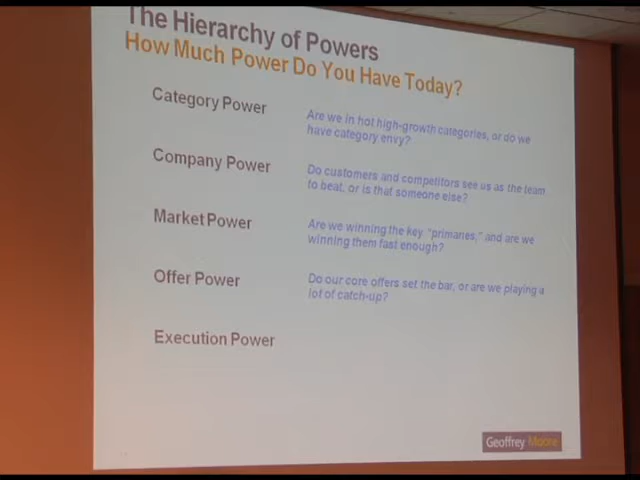 The Hierarchy of Powers
How Much Power Do You Have Today?
Category Power
Are we in hot high-growth categories, or do we
have category envy?
Company Power
Do customers and competitors see us as the team
to beat, or is that someone else?
Market Power
Are we winning the key "primaries," and are we
winning them fast enough?
Offer Power
Do our core offers set the bar, or are we playing a
lot of catch-up?
Execution Power
Geoffrey Moore